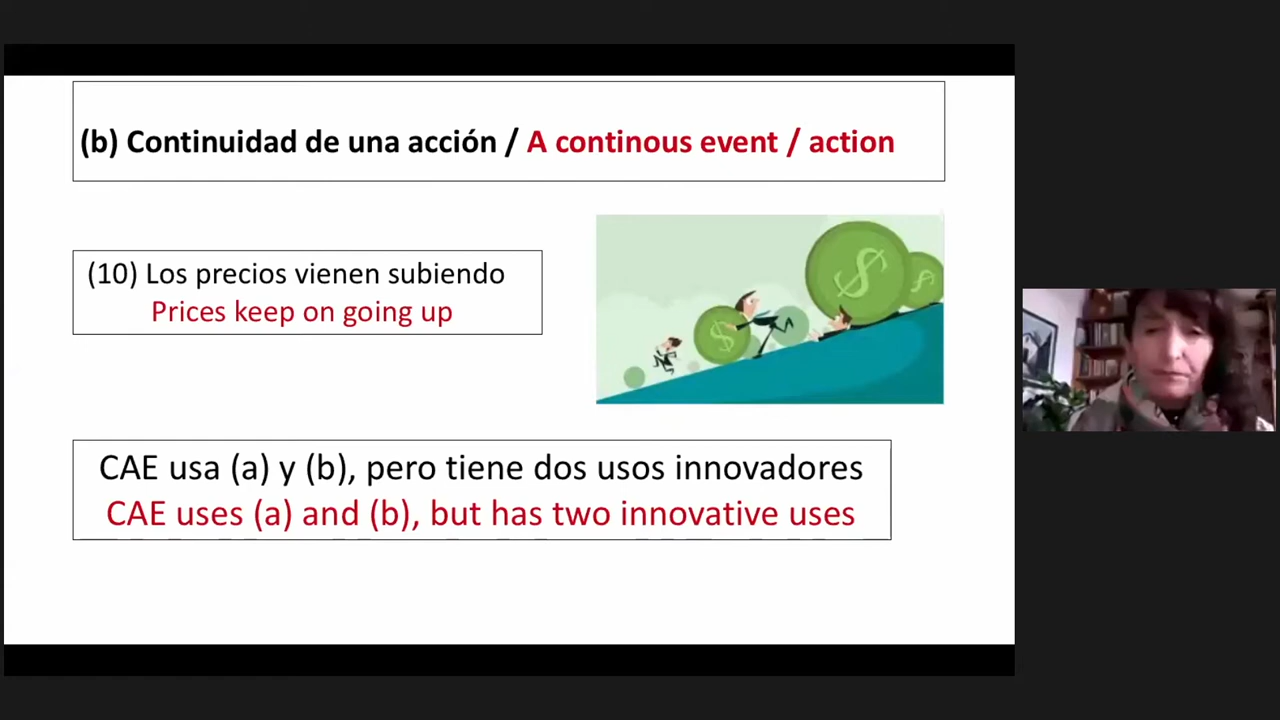 (b) Continuidad de una acción / A continous event / action
(10) Los precios vienen subiendo
Prices keep on going up
$ $
$
CAE usa (a) y (b), pero tiene dos usos innovadores
CAE uses (a) and (b), but has two innovative uses